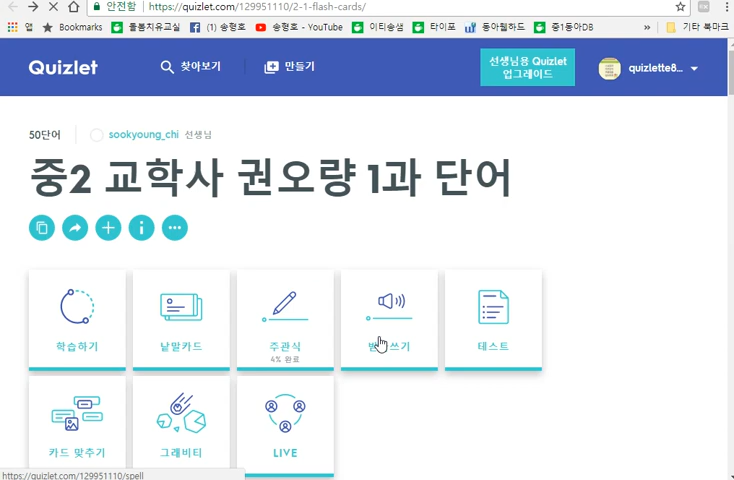 안전함 https://quizlet.com/129951110/2-1-flash-cards/
앱 Bookmarks 돌봄치유교실 (1) 송형호 송형호 - YouTube 이티송샘 타이포 동아웹하드 중1동아DB » 기타 북마크
Quizlet 찾아보기 만들기 선생님용 Quizlet 업그레이드 quizlette8...
50단어 sookyoung_chi 선생님
중2 교학사 권오량 1과 단어
학습하기 낱말카드 주관식 쓰기 테스트
4% 완료
카드 맞추기 그래비티 LIVE
https://quizlet.com/129951110/spell